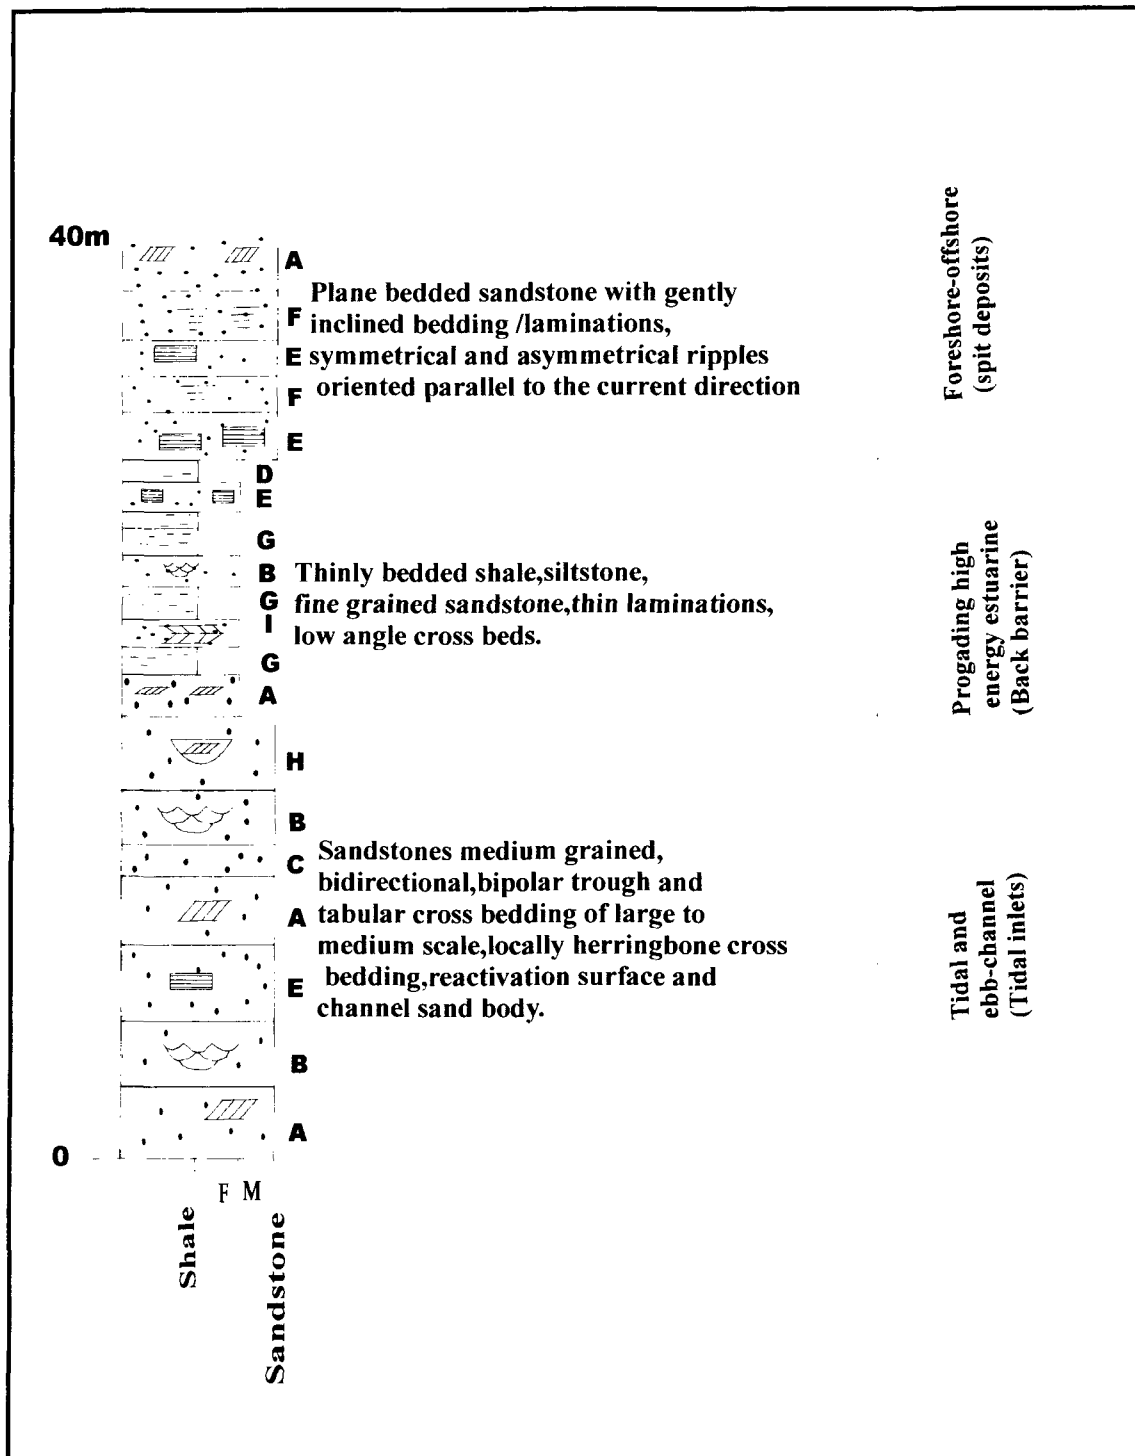 40m
A
Plane bedded sandstone with gently
F inclined bedding /laminations,
E symmetrical and asymmetrical ripples
F oriented parallel to the current direction
E
D
E
G
B Thinly bedded shale,siltstone,
G fine grained sandstone,thin laminations,
I low angle cross beds.
G
A
H
B
C Sandstones medium grained,
bidirectional,bipolar trough and
A tabular cross bedding of large to
medium scale,locally herringbone cross
E bedding,reactivation surface and
channel sand body.
B
A
0
F M
Shale
Sandstone
Foreshore-offshore
(spit deposits)
Progading high
energy estuarine
(Back barrier)
Tidal and
ebb-channel
(Tidal inlets)